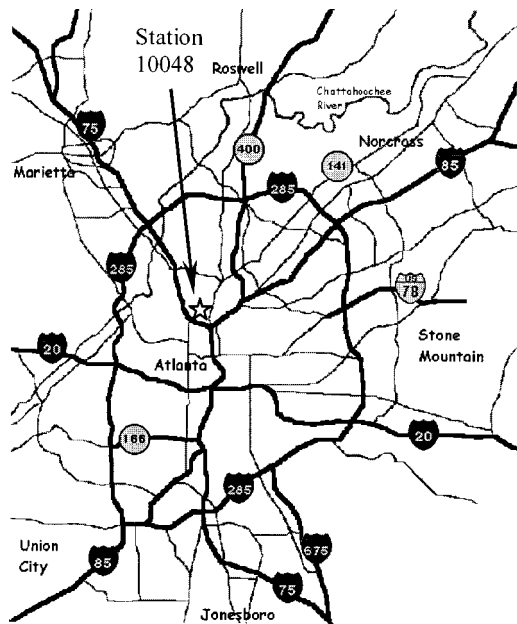 Station
10048
Roswell
Chattahoochee
River
75
400
141
Norcross
85
Marietta
285
285
US
78
20
Atlanta
Stone
Mountain
166
20
285
Union
City
85
675
75
Jonesboro